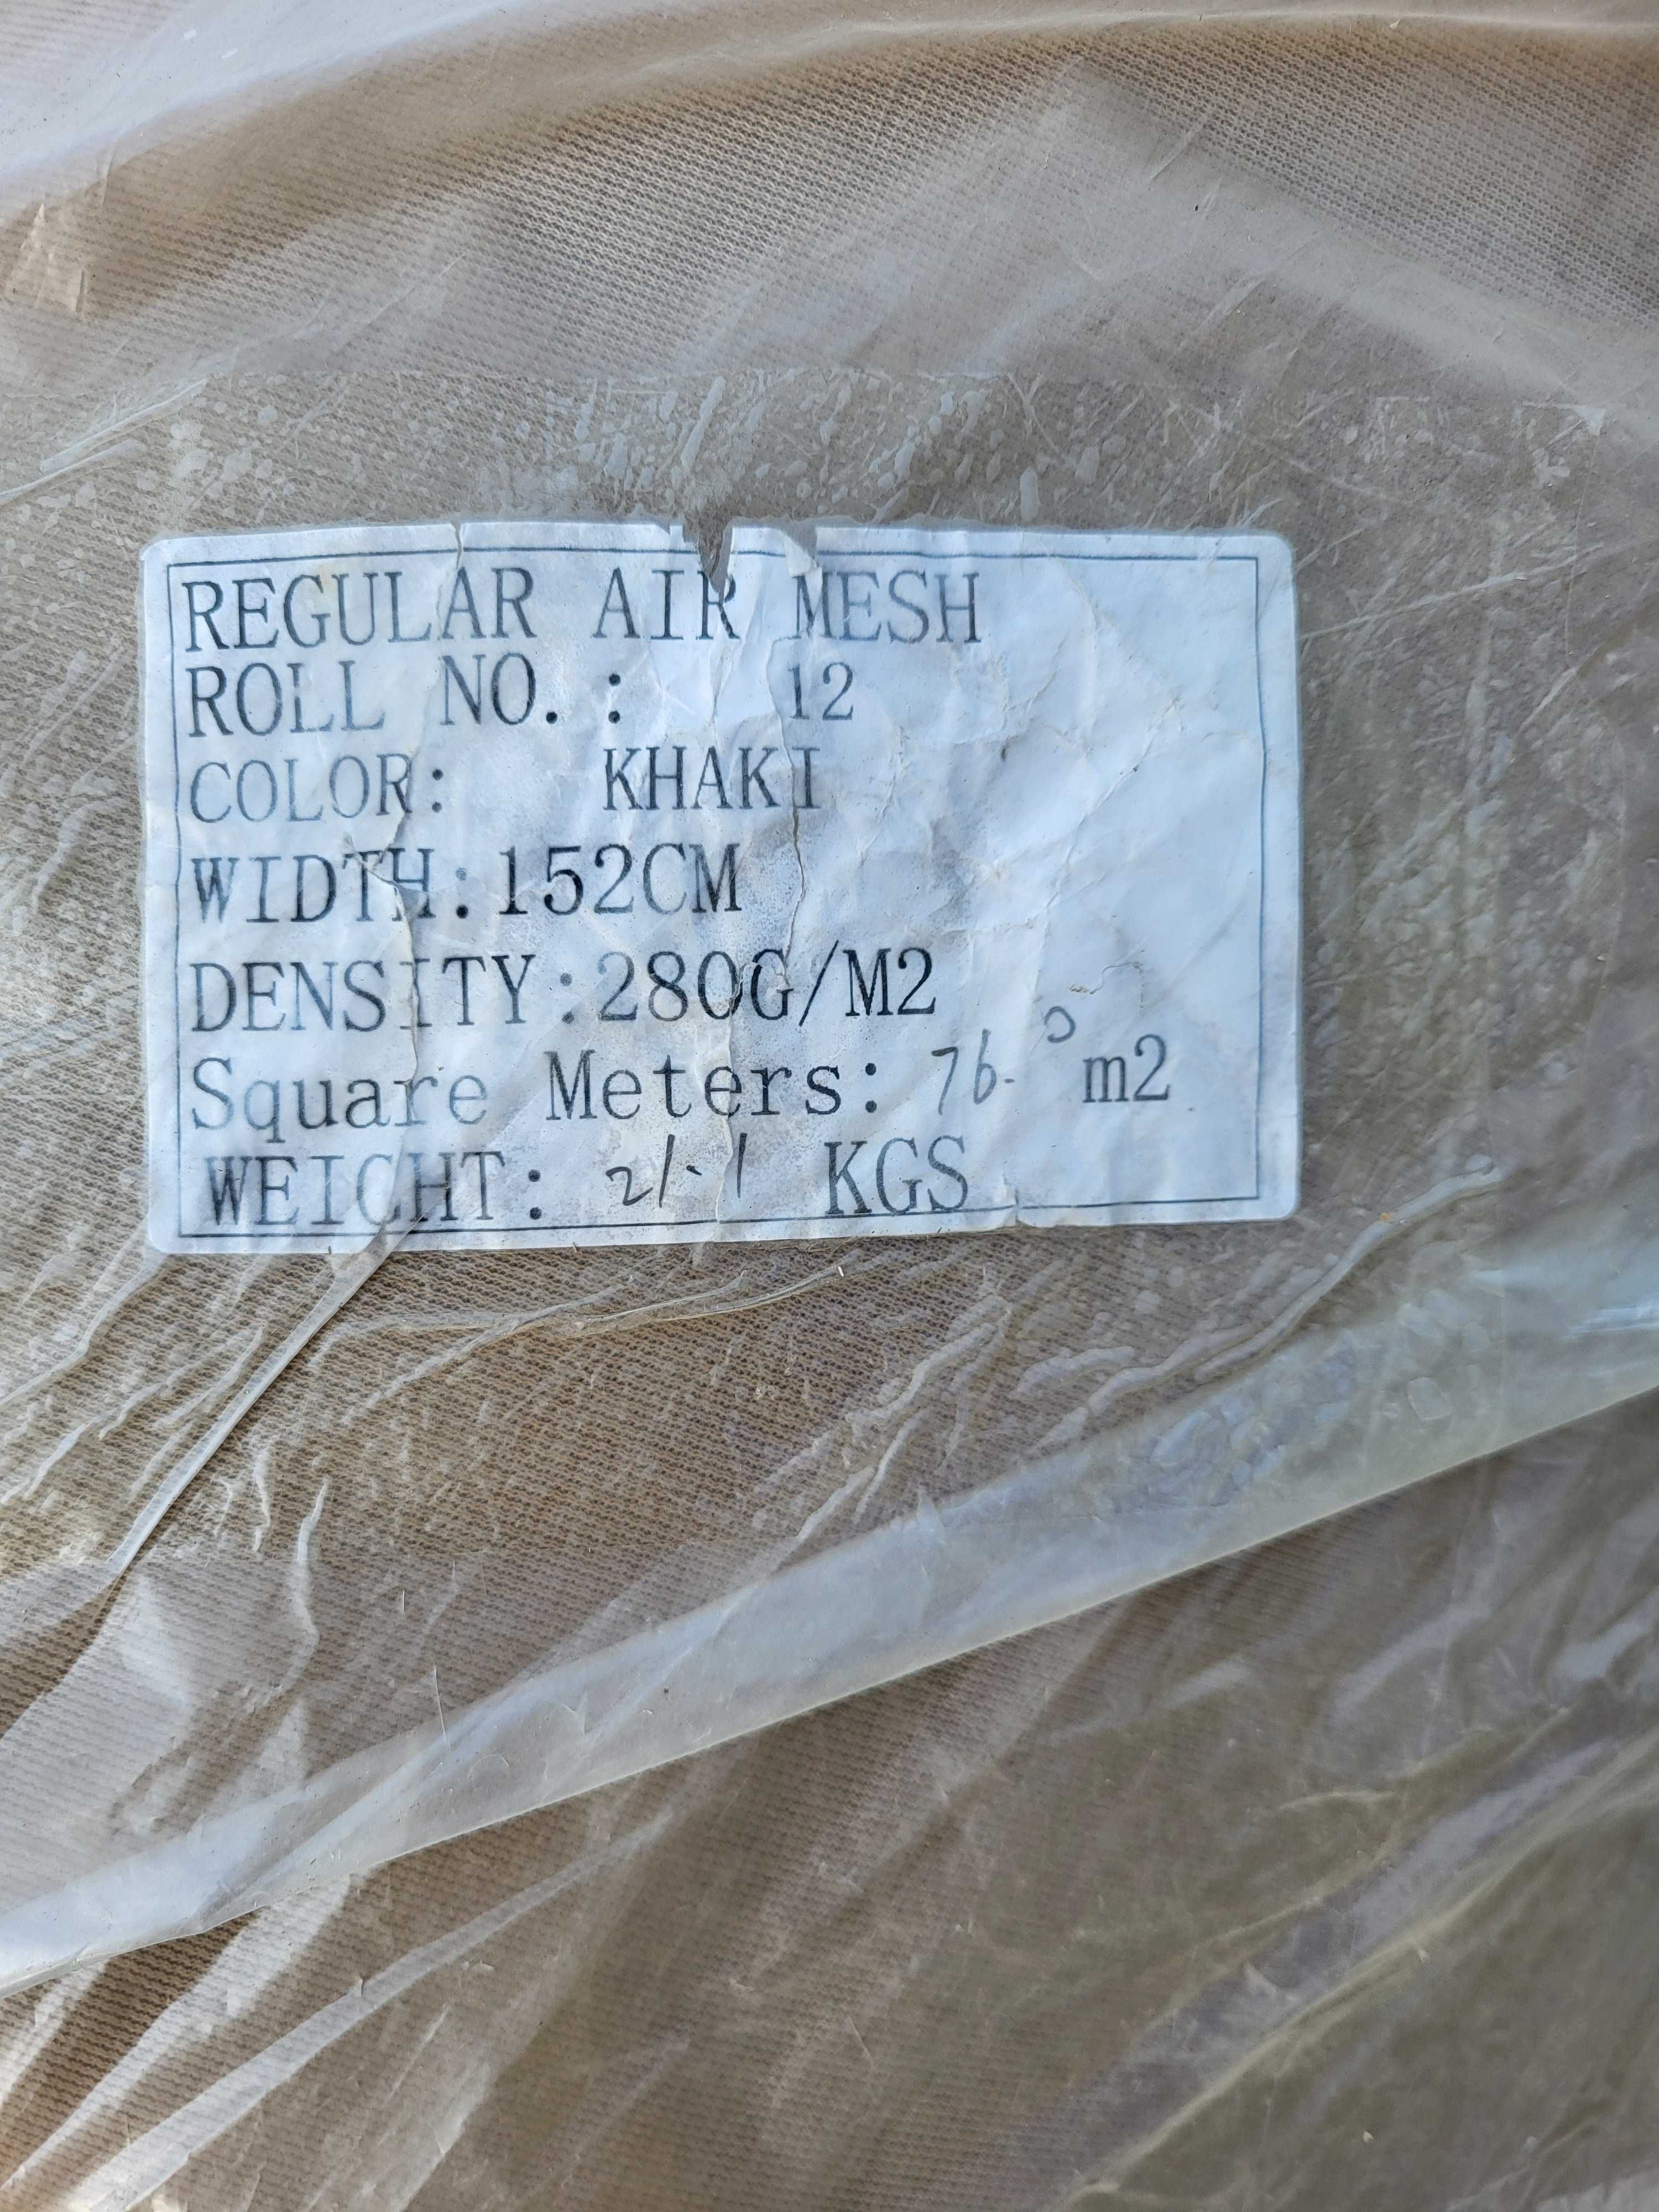 REGULAR AIR MESH
ROLL NO.: 12
COLOR: KHAKI
WIDTH:152CM
DENSITY:280G/M2
Square Meters: 76.0 m2
WEIGHT: 21.1 KGS